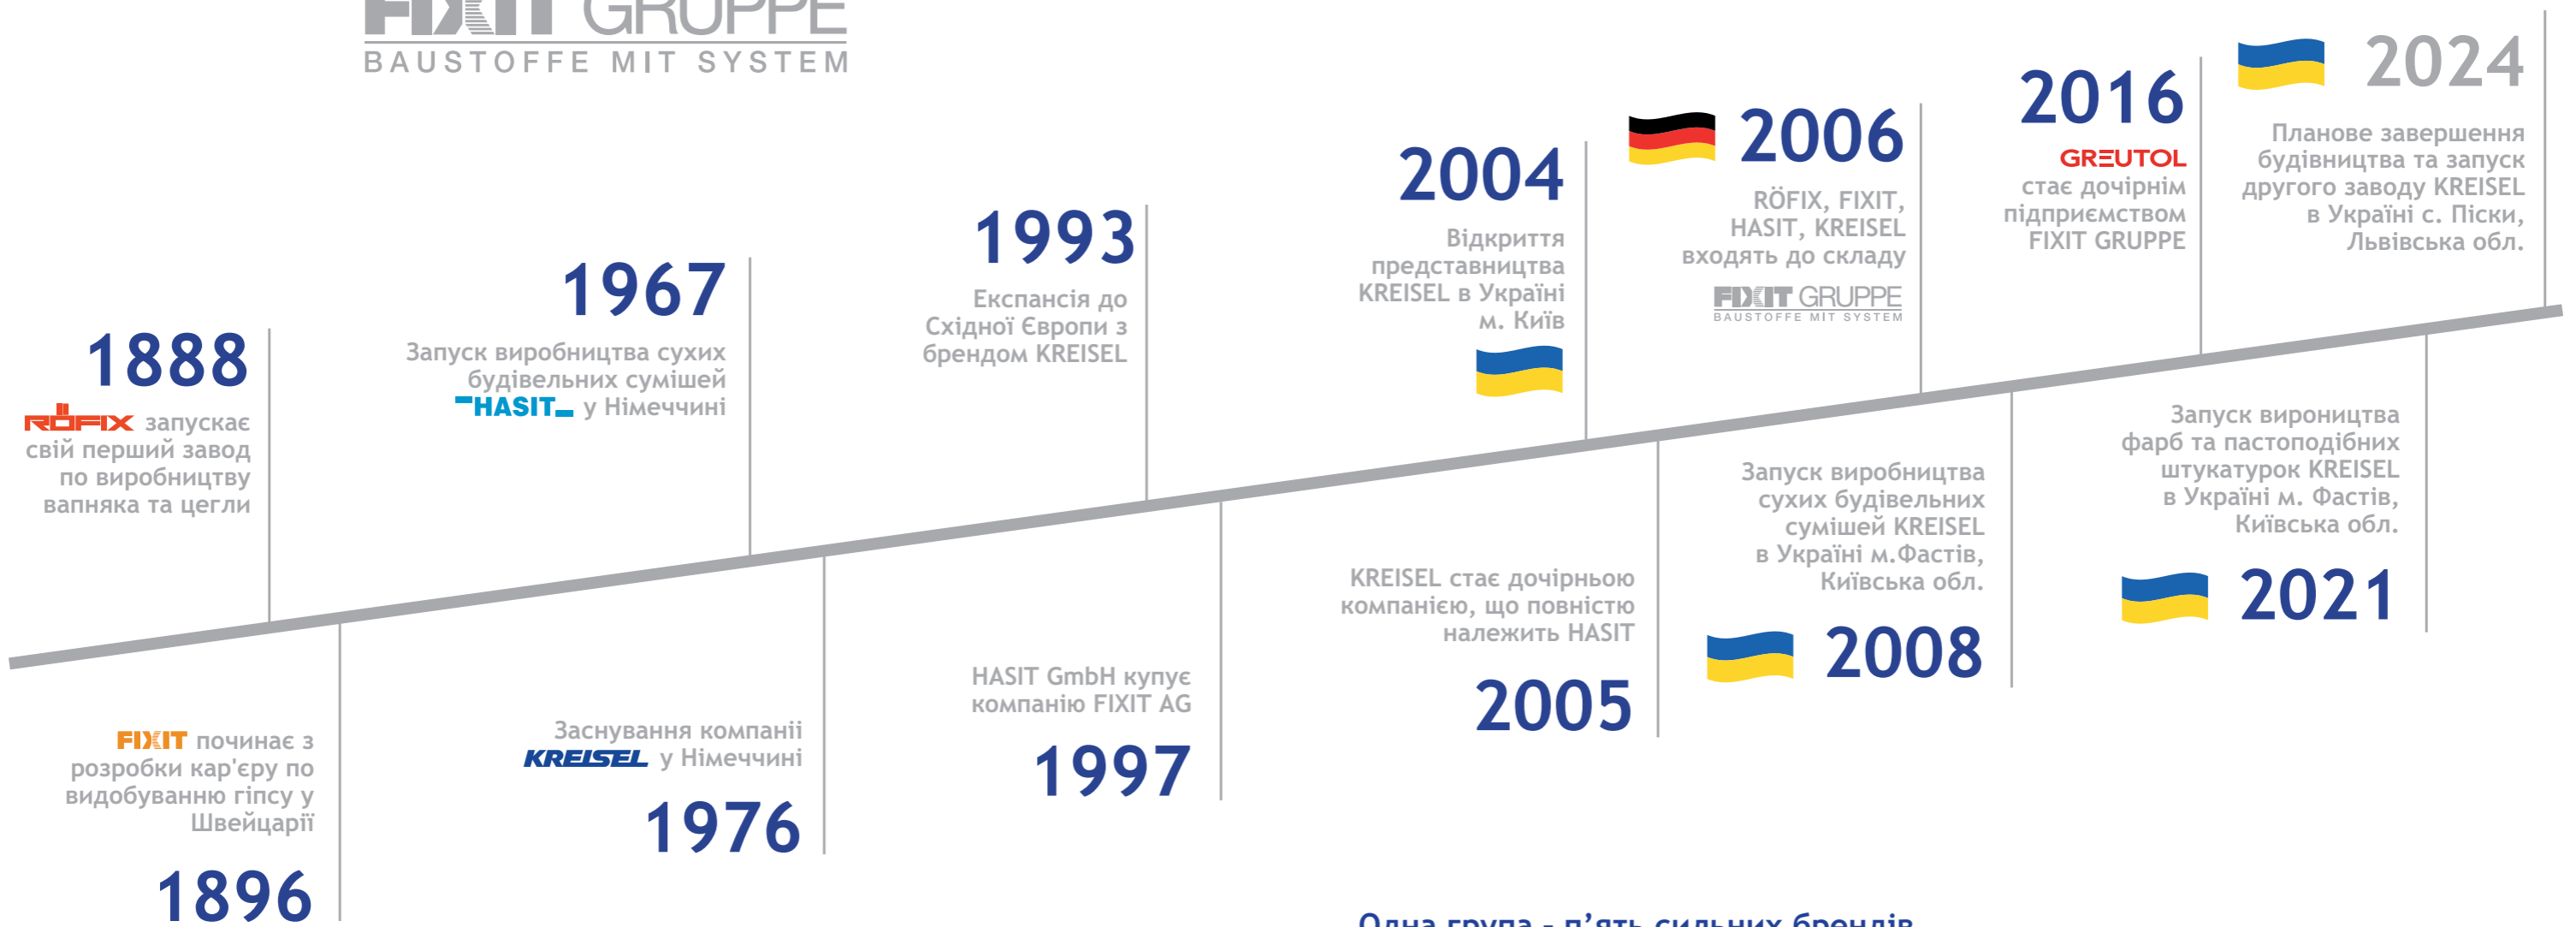 FIXIT GRUPPE
BAUSTOFFE MIT SYSTEM
1888
RÖFIX запускає
свій перший завод
по виробництву
вапняка та цегли
FIXIT починає з
розробки кар'єру по
видобуванню гіпсу у
Швейцарії
1896
1967
Запуск виробництва сухих
будівельних сумішей
HASIT у Німеччині
Заснування компаніі
KREISEL у Німеччині
1976
1993
Експансія до
Східної Європи з
брендом KREISEL
HASIT GmbH купує
компанію FIXIT AG
1997
2004
Відкриття
представництва
KREISEL в Україні
м. Київ
KREISEL стає дочірньою
компанією, що повністю
належить HASIT
2005
2006
RÖFIX, FIXIT,
HASIT, KREISEL
входять до складу
FIXIT GRUPPE
BAUSTOFFE MIT SYSTEM
Запуск виробництва
сухих будівельних
сумішей KREISEL
в Україні м.Фастів,
Київська обл.
2008
2016
GREUTOL
стає дочірнім
підприємством
FIXIT GRUPPE
Запуск вироництва
фарб та пастоподібних
штукатурок KREISEL
в Україні м. Фастів,
Київська обл.
2021
2024
Планове завершення
будівництва та запуск
другого заводу KREISEL
в Україні с. Піски,
Львівська обл.
Одна група - п’ять сильних брендів